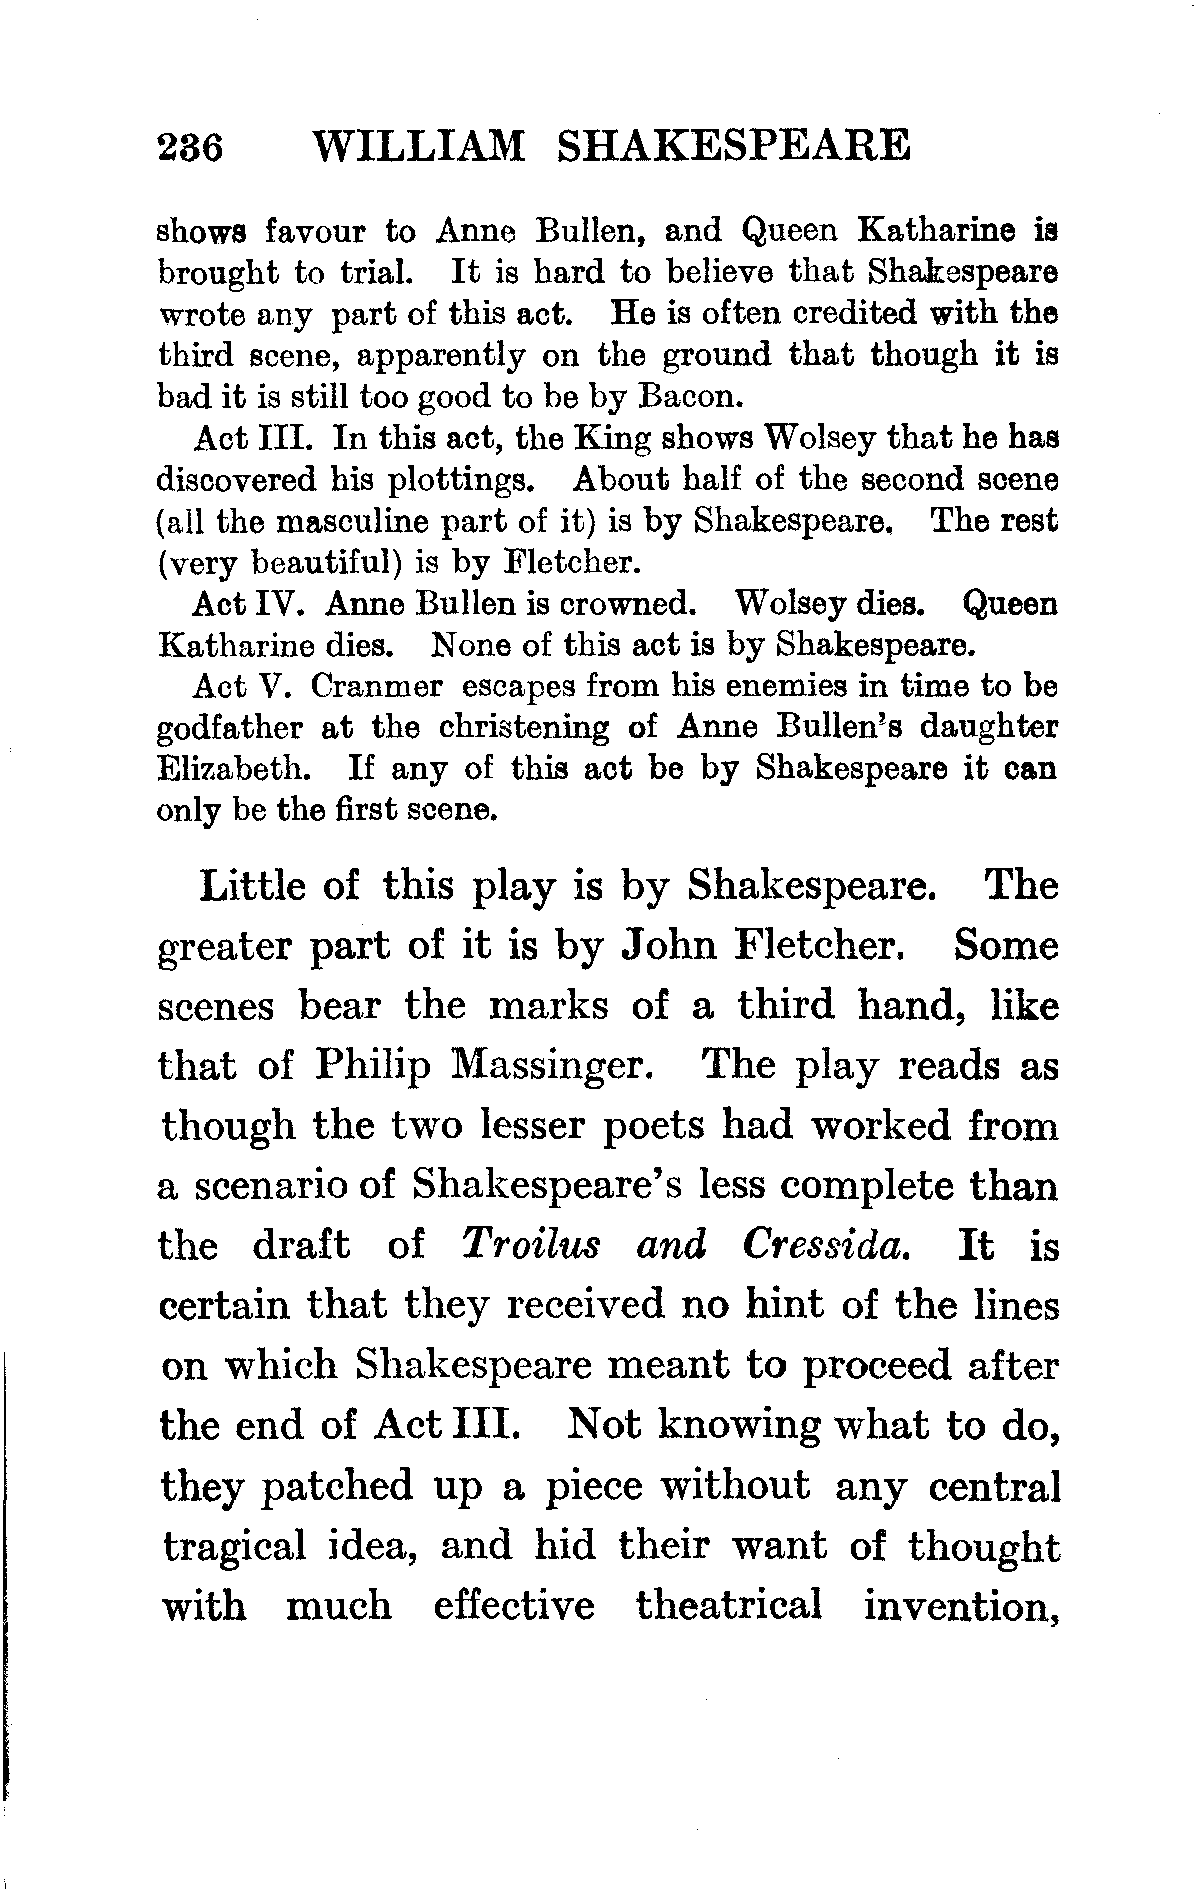 236 WILLIAM SHAKESPEARE
shows favour to Anne Bullen, and Queen Katharine is
brought to trial. It is hard to believe that Shakespeare
wrote any part of this act. He is often credited with the
third scene, apparently on the ground that though it is
bad it is still too good to be by Bacon.
Act III. In this act, the King shows Wolsey that he has
discovered his plottings. About half of the second scene
(all the masculine part of it) is by Shakespeare. The rest
(very beautiful) is by Fletcher.
Act IV. Anne Bullen is crowned. Wolsey dies. Queen
Katharine dies. None of this act is by Shakespeare.
Act V. Cranmer escapes from his enemies in time to be
godfather at the christening of Anne Bullen's daughter
Elizabeth. If any of this act be by Shakespeare it can
only be the first scene.
Little of this play is by Shakespeare. The
greater part of it is by John Fletcher. Some
scenes bear the marks of a third hand, like
that of Philip Massinger. The play reads as
though the two lesser poets had worked from
a scenario of Shakespeare's less complete than
the draft of Troilus and Cressida. It is
certain that they received no hint of the lines
on which Shakespeare meant to proceed after
the end of Act III. Not knowing what to do,
they patched up a piece without any central
tragical idea, and hid their want of thought
with much effective theatrical invention,